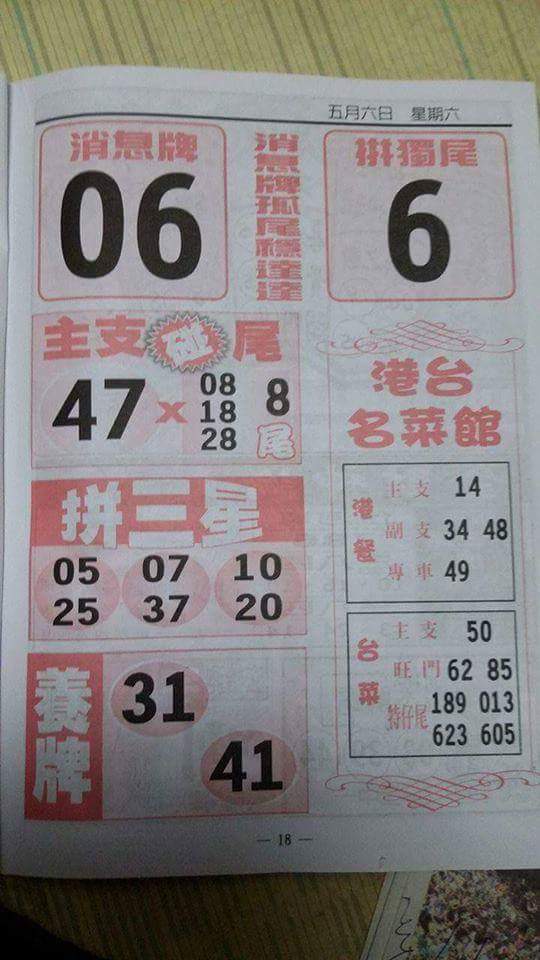 五月六日 星期六
消息牌
06
消息牌孤尾穩達達
拼獨尾
6
主支碰尾
47 x 08 18 28 8尾
拼三星
05 07 10
25 37 20
養牌
31
41
港台
名菜館
港餐
主支 14
副支 34 48
專車 49
台菜
主支 50
旺門 62 85
特仔尾 189 013
623 605
— 18 —